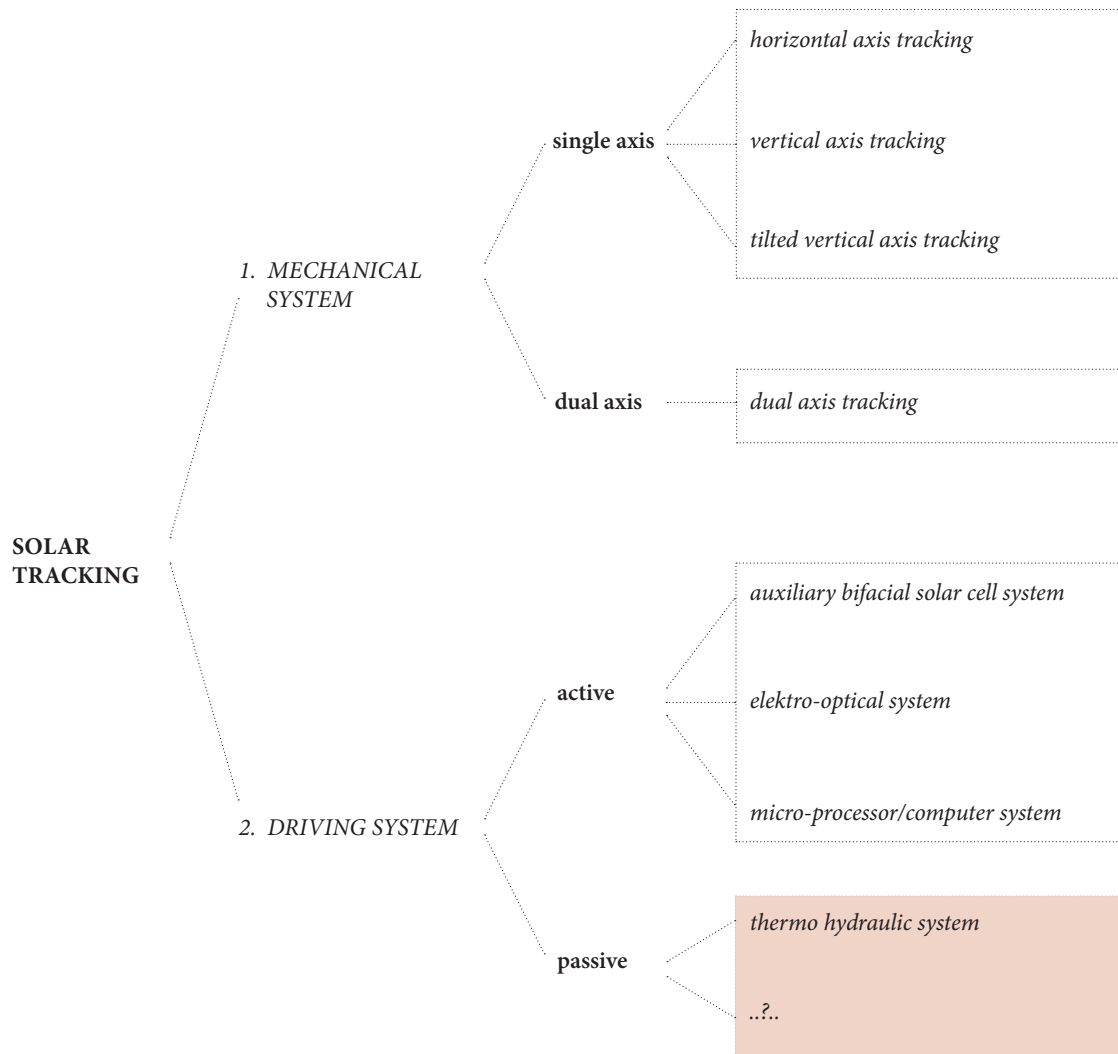 horizontal axis tracking
single axis
vertical axis tracking
tilted vertical axis tracking
1. MECHANICAL
SYSTEM
dual axis
dual axis tracking
SOLAR
TRACKING
auxiliary bifacial solar cell system
active
elektro-optical system
micro-processor/computer system
2. DRIVING SYSTEM
thermo hydraulic system
passive
..?..